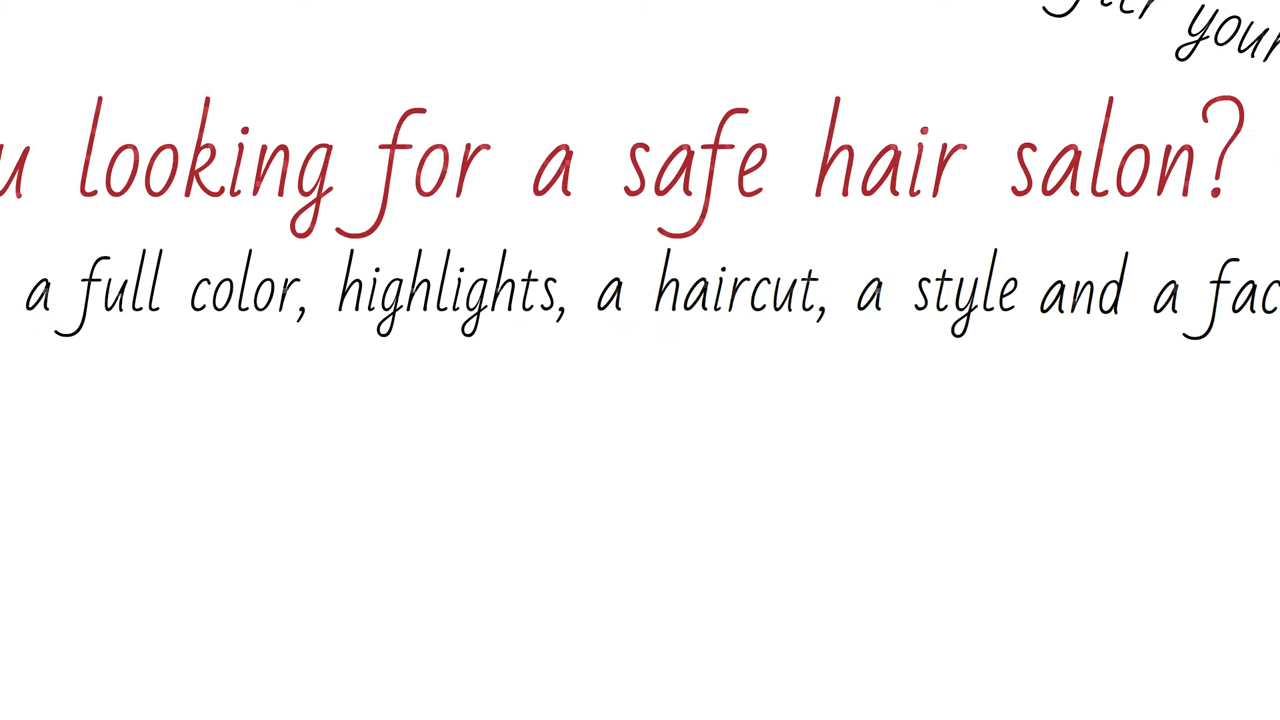 your
looking for a safe hair salon?
a full color, highlights, a haircut, a style and a